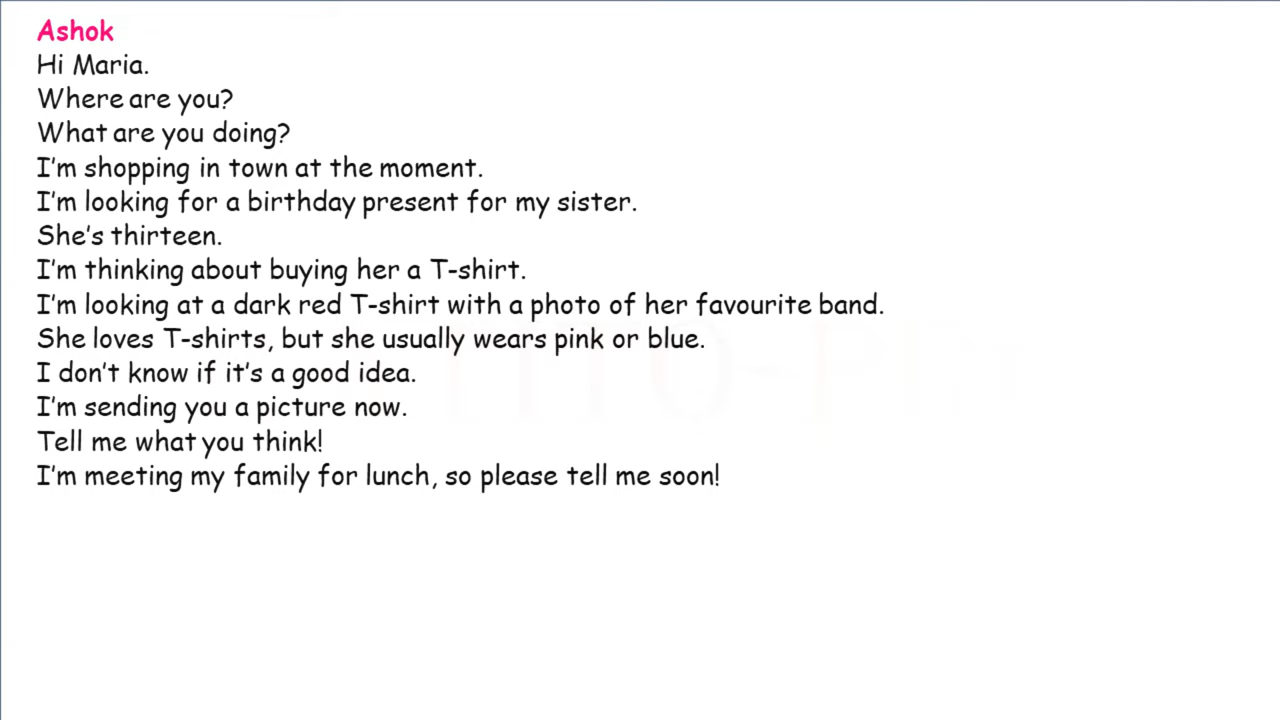 Ashok
Hi Maria.
Where are you?
What are you doing?
I'm shopping in town at the moment.
I'm looking for a birthday present for my sister.
She's thirteen.
I'm thinking about buying her a T-shirt.
I'm looking at a dark red T-shirt with a photo of her favourite band.
She loves T-shirts, but she usually wears pink or blue.
I don't know if it's a good idea.
I'm sending you a picture now.
Tell me what you think!
I'm meeting my family for lunch, so please tell me soon!